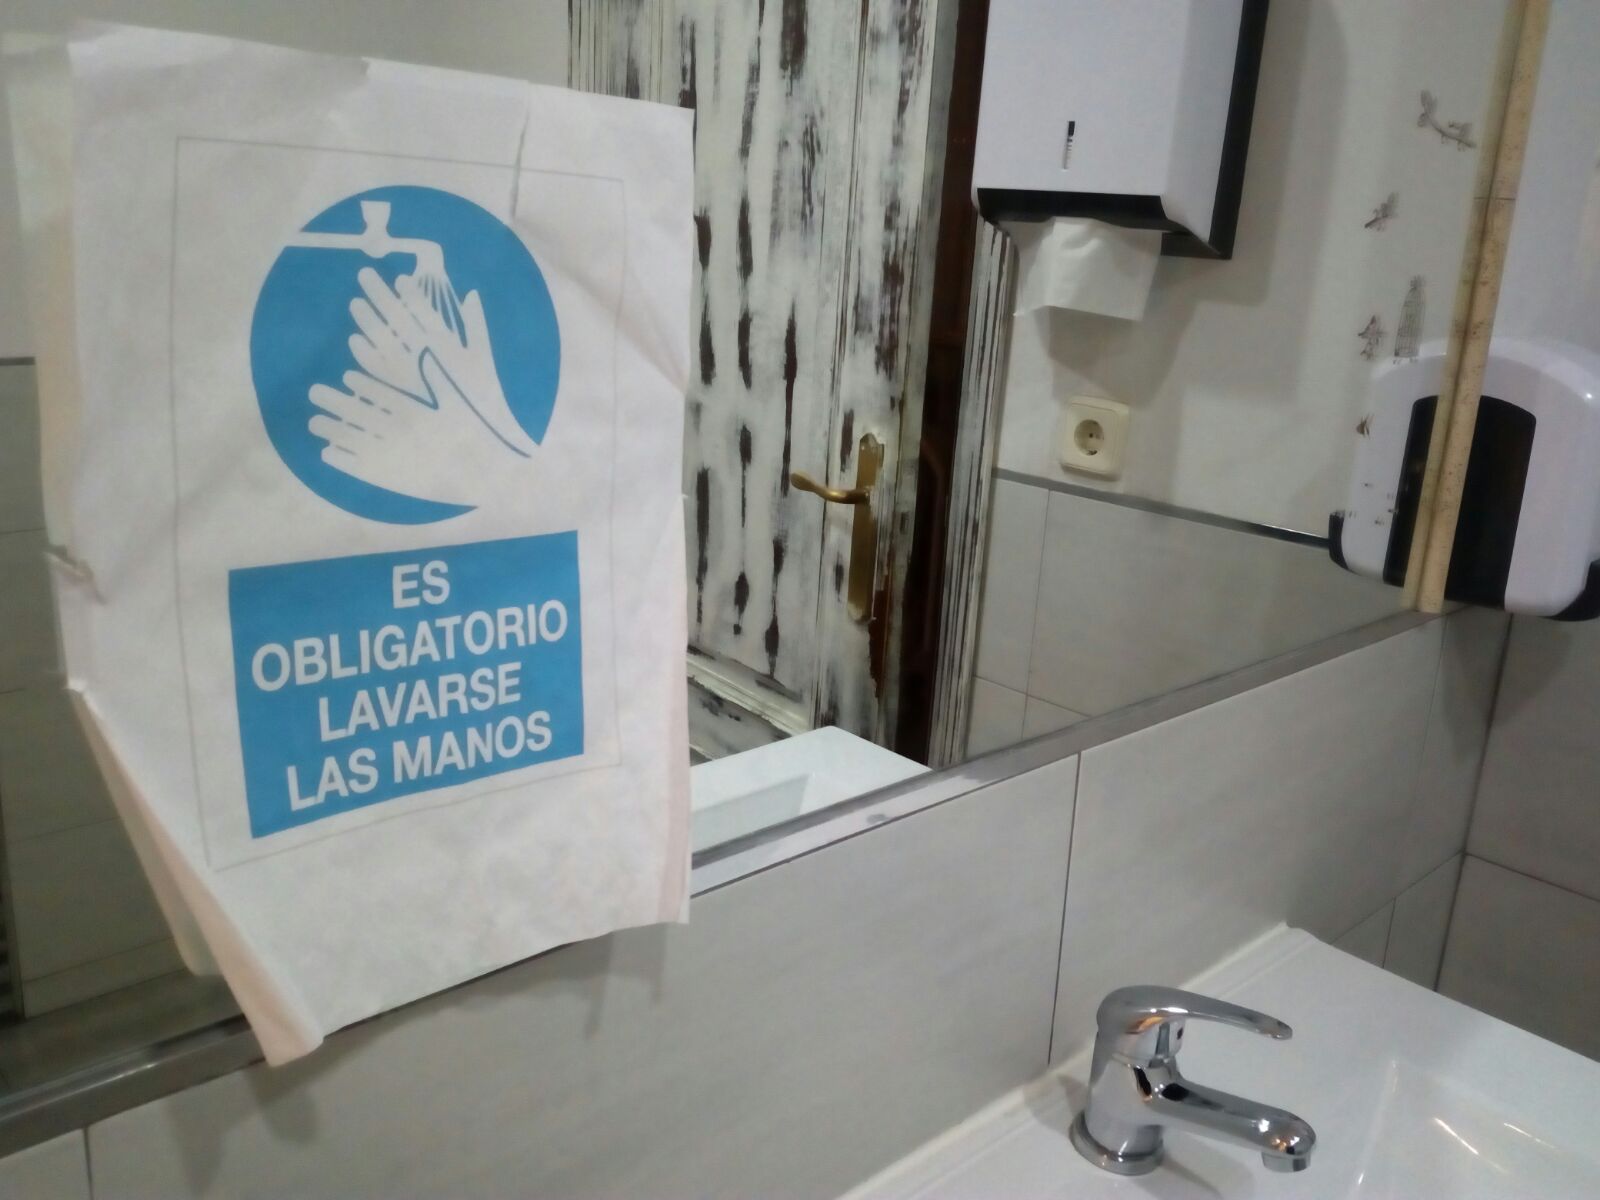 ES
OBLIGATORIO
LAVARSE
LAS MANOS